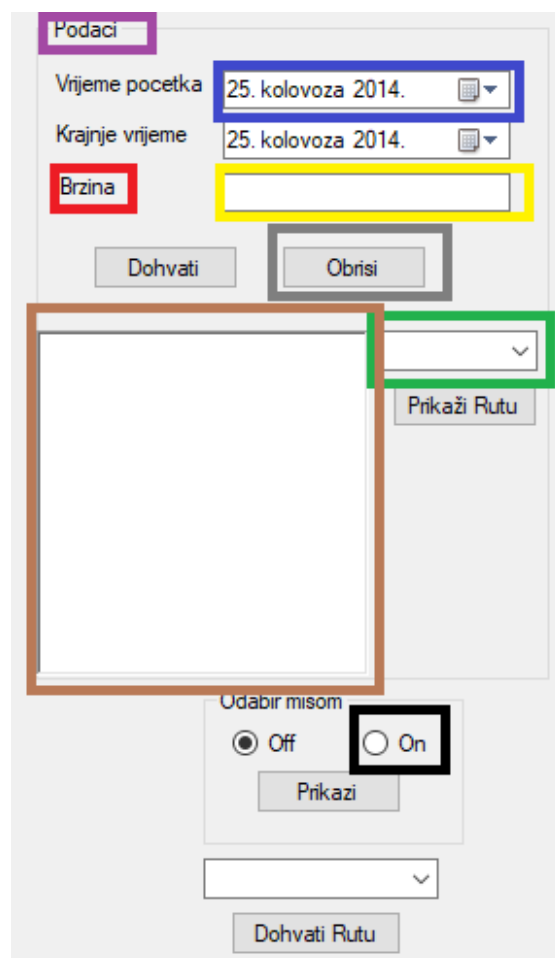 Podaci
Vrijeme pocetka 25. kolovoza 2014.
Krajnje vrijeme 25. kolovoza 2014.
Brzina
Dohvati Obrisi
Prikaži Rutu
Odabir misom
Off On
Prikazi
Dohvati Rutu